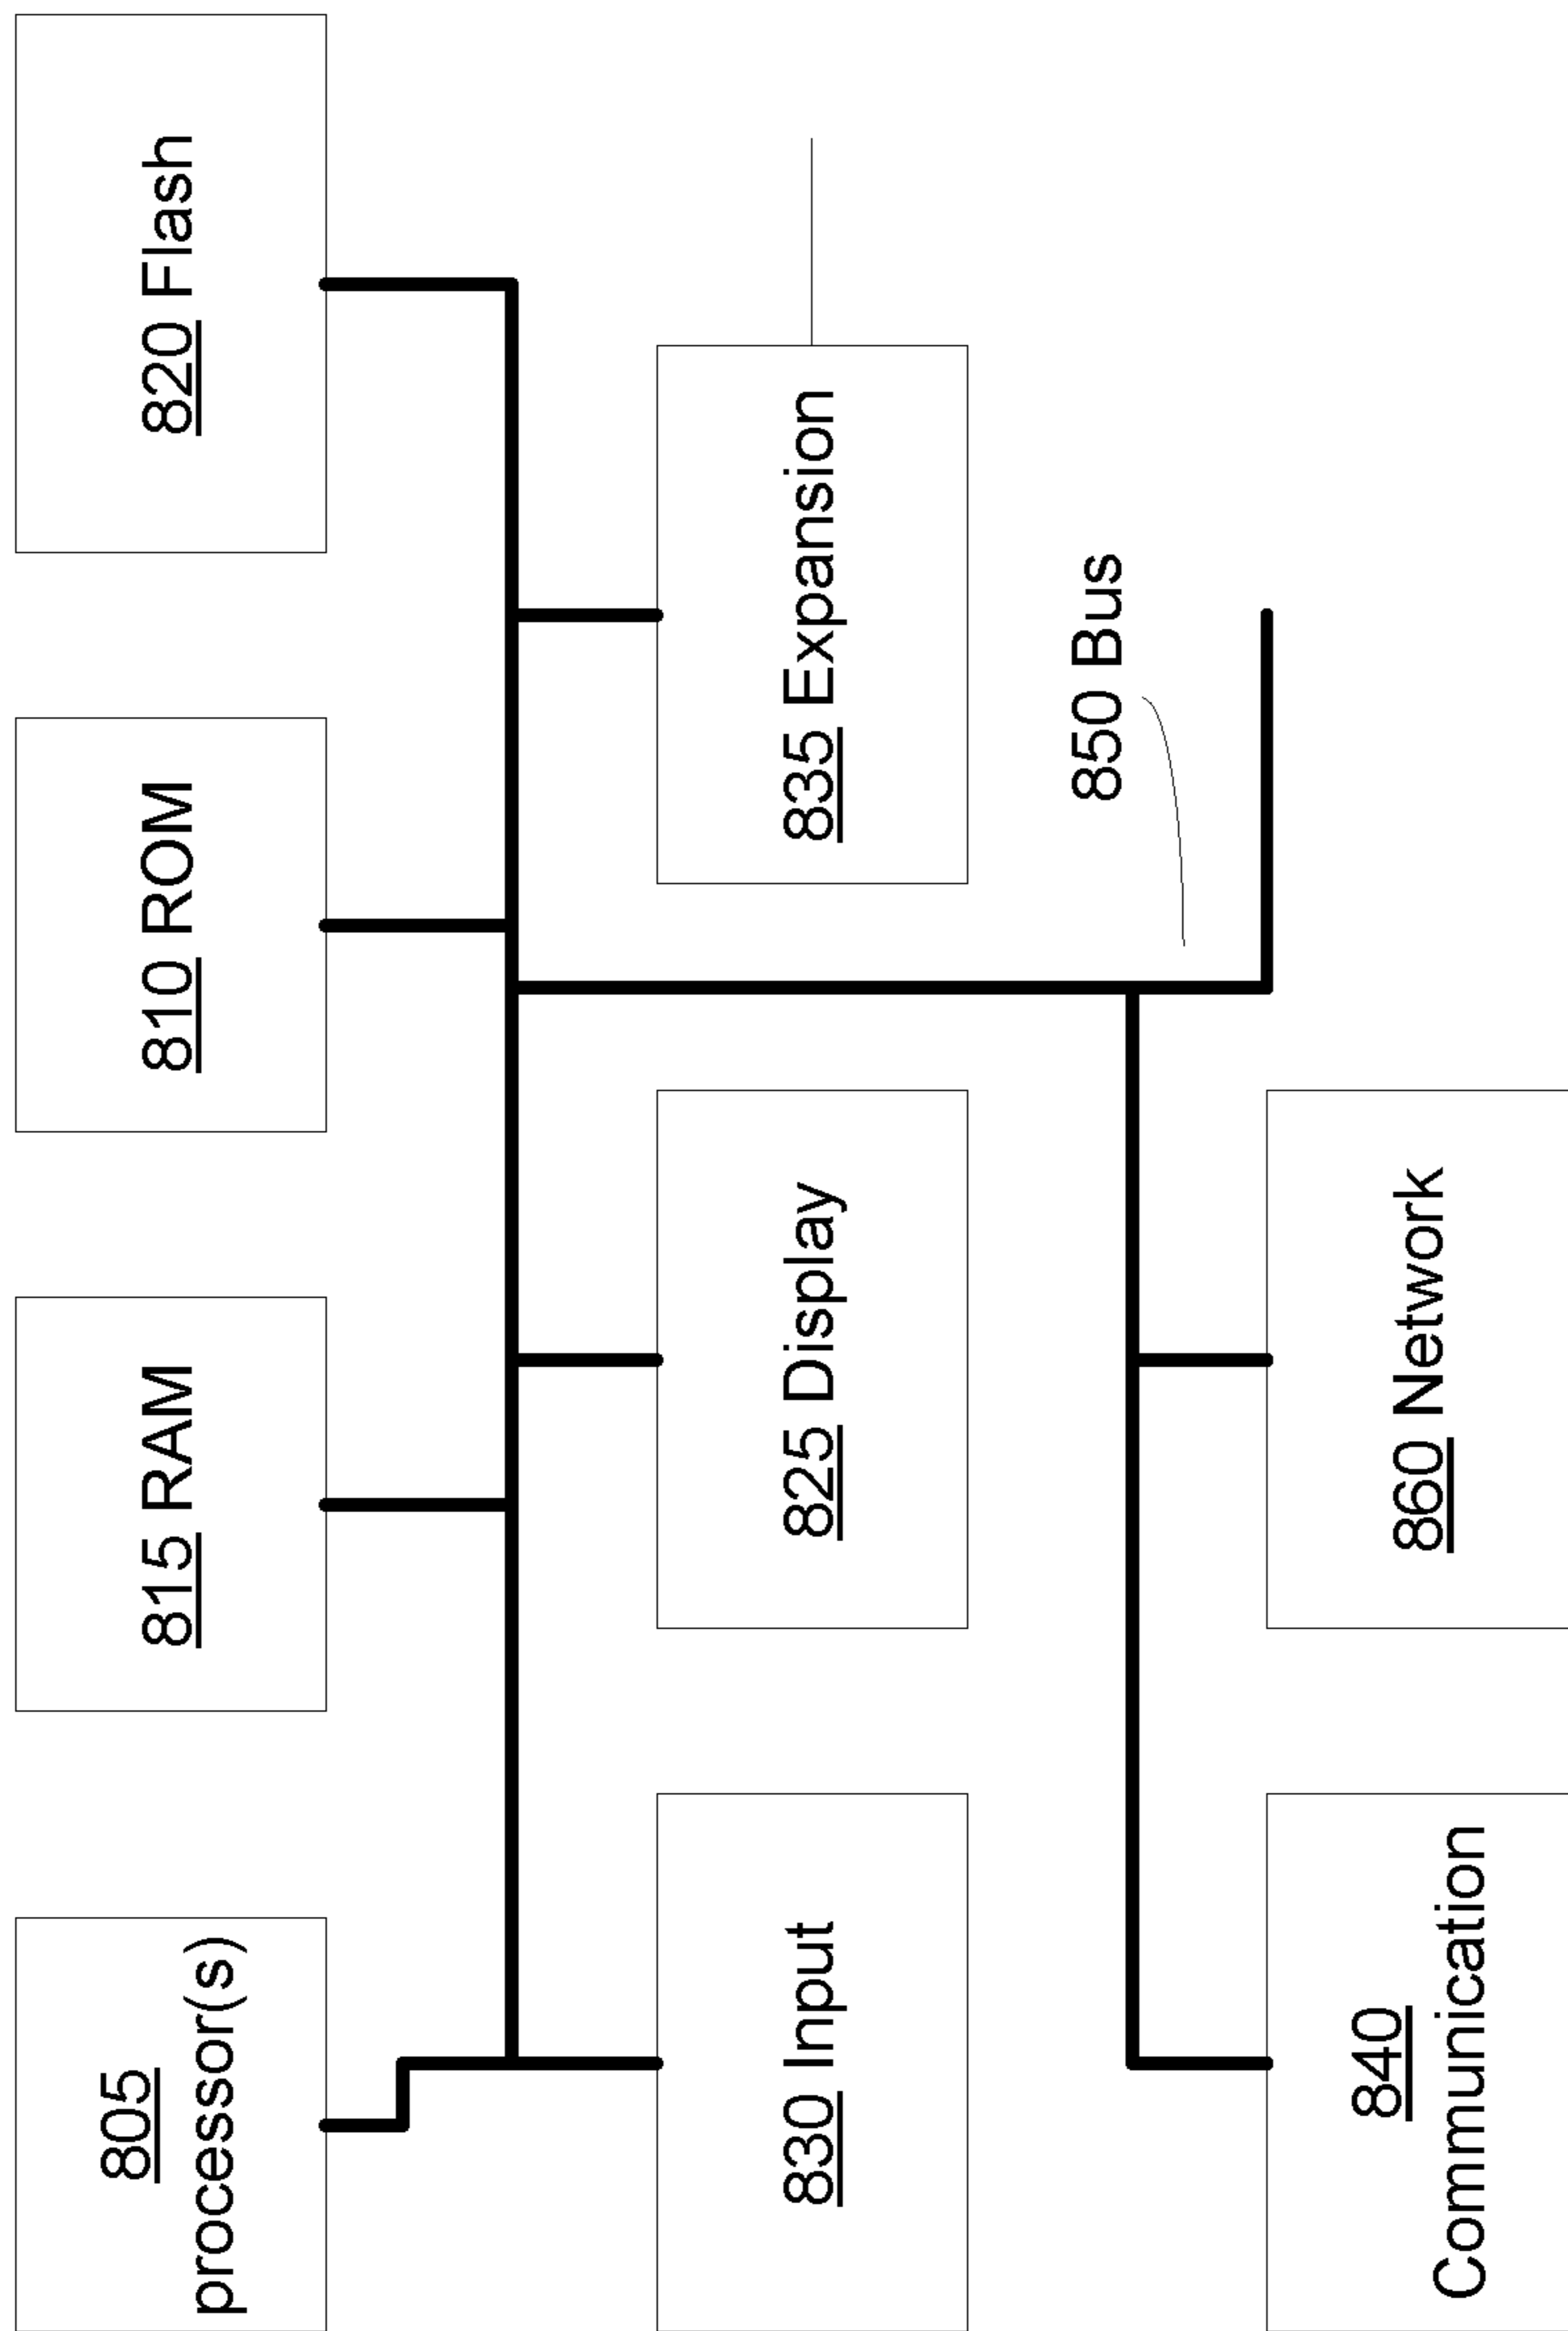 805
processor(s)
815 RAM
810 ROM
820 Flash
830 Input
825 Display
835 Expansion
850 Bus
840
Communication
860 Network